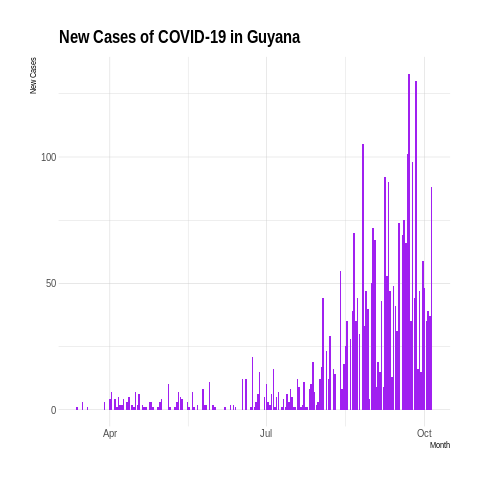 New Cases of COVID-19 in Guyana
New Cases
100
50
0
Apr
Jul
Oct
Month